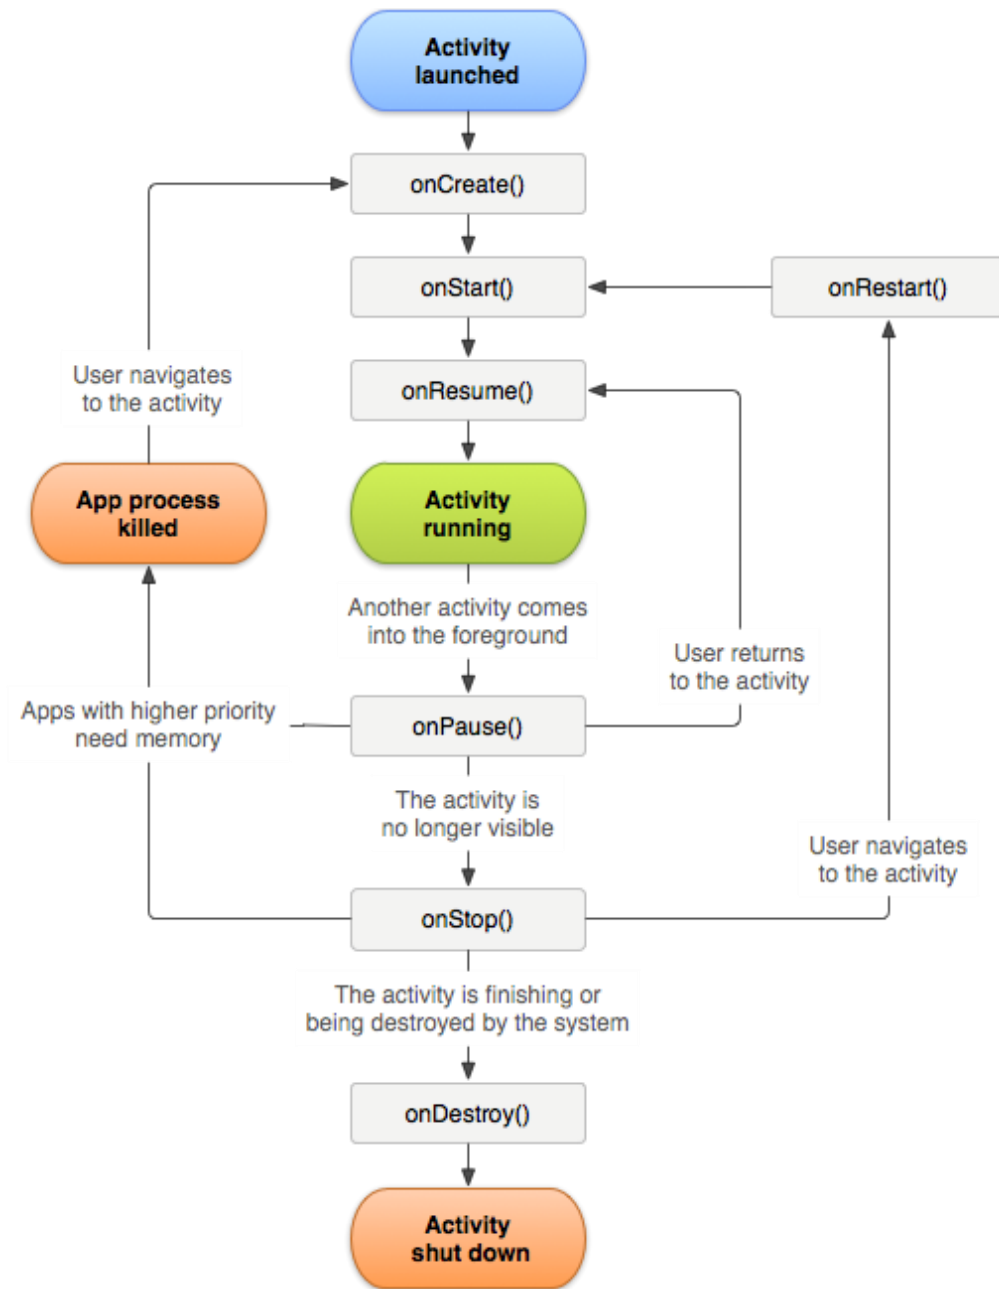 Activity
launched
onCreate()
onStart()
onRestart()
User navigates
to the activity
onResume()
App process
killed
Activity
running
Another activity comes
into the foreground
User returns
to the activity
Apps with higher priority
need memory
onPause()
The activity is
no longer visible
User navigates
to the activity
onStop()
The activity is finishing or
being destroyed by the system
onDestroy()
Activity
shut down